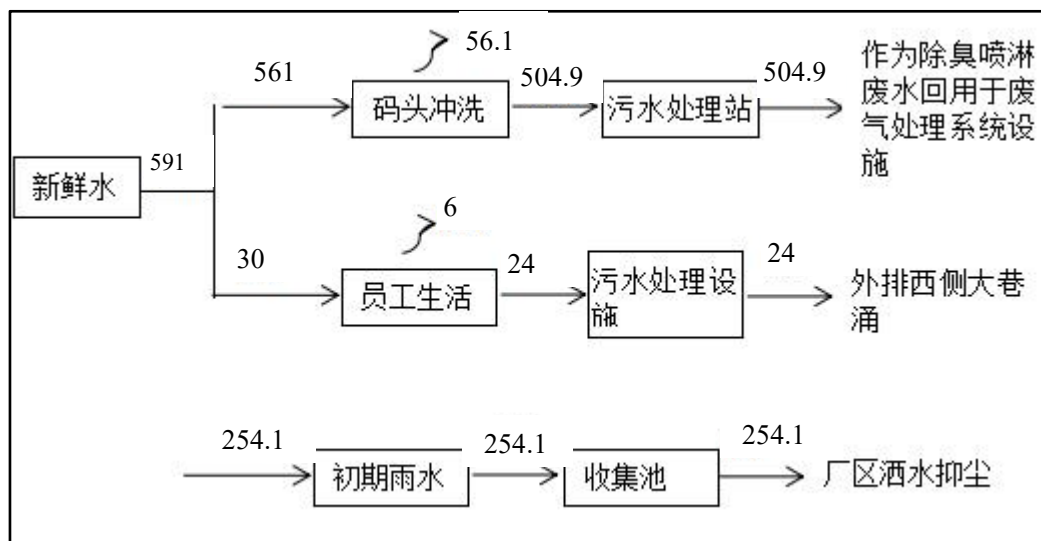 56.1
561
码头冲洗
504.9
污水处理站
504.9
作为除臭喷淋
废水回用于废
气处理系统设
施
新鲜水
591
6
30
员工生活
24
污水处理设
施
24
外排西侧大巷
涌
254.1
初期雨水
254.1
收集池
254.1
厂区洒水抑尘